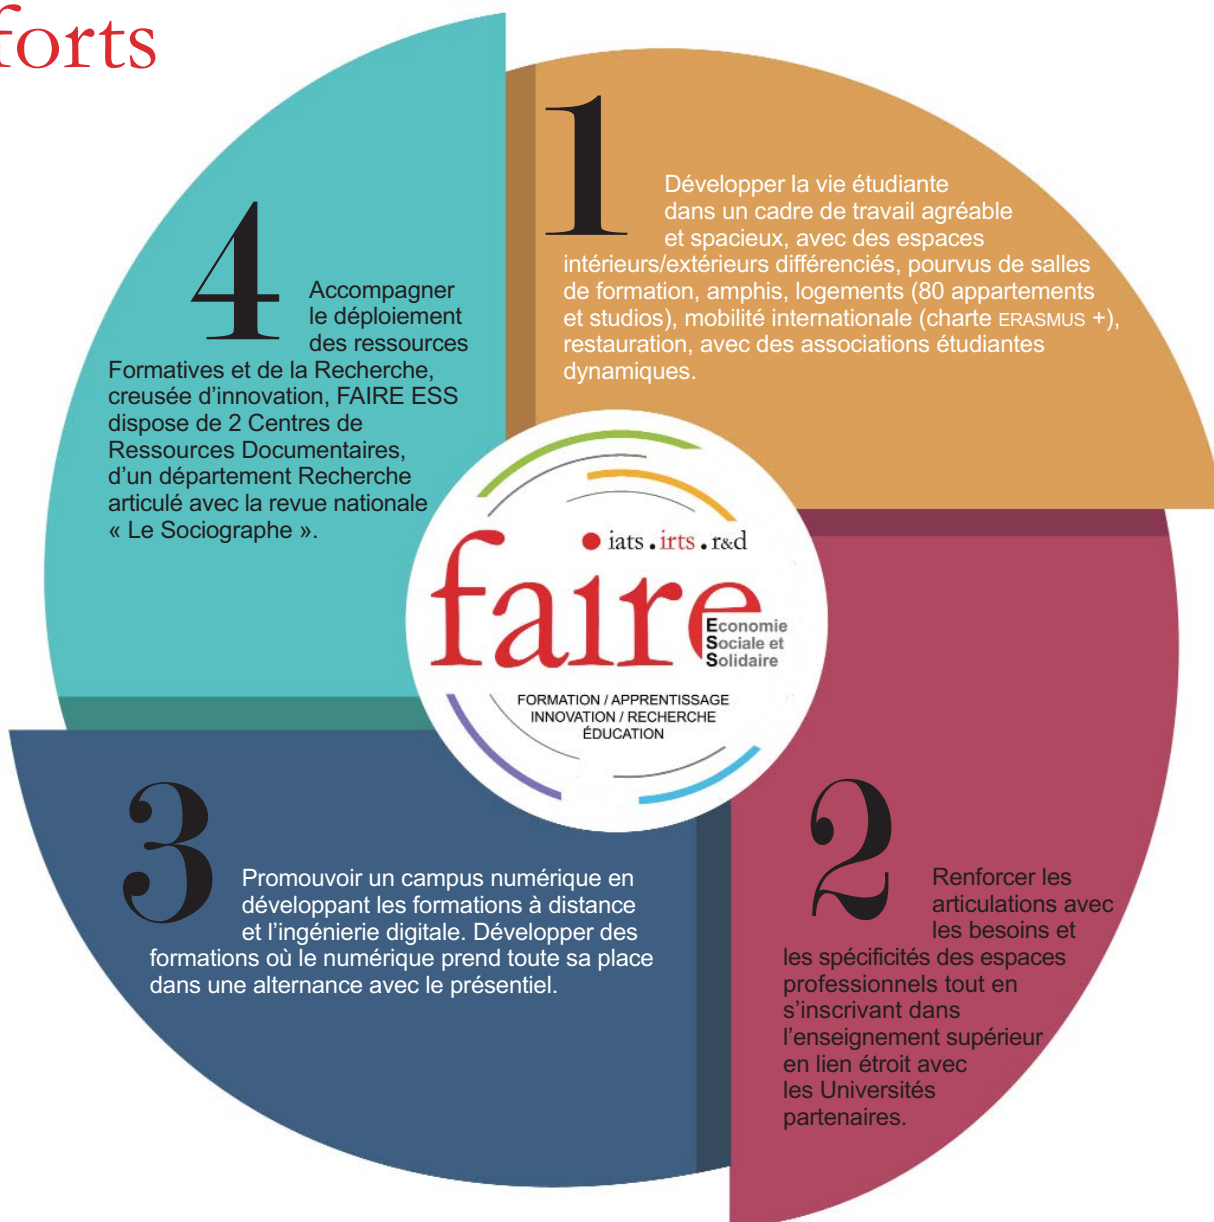 forts
1
Développer la vie étudiante
dans un cadre de travail agréable
et spacieux, avec des espaces
intérieurs/extérieurs différenciés, pourvus de salles
de formation, amphis, logements (80 appartements
et studios), mobilité internationale (charte ERASMUS +),
restauration, avec des associations étudiantes
dynamiques.
2
Renforcer les
articulations avec
les besoins et
les spécificités des espaces
professionnels tout en
s’inscrivant dans
l’enseignement supérieur
en lien étroit avec
les Universités
partenaires.
3
Promouvoir un campus numérique en
développant les formations à distance
et l’ingénierie digitale. Développer des
formations où le numérique prend toute sa place
dans une alternance avec le présentiel.
4
Accompagner
le déploiement
des ressources
Formatives et de la Recherche,
creusée d’innovation, FAIRE ESS
dispose de 2 Centres de
Ressources Documentaires,
d’un département Recherche
articulé avec la revue nationale
« Le Sociographe ».
iats.irts.r&d
faire
Economie
Sociale et
Solidaire
FORMATION / APPRENTISSAGE
INNOVATION / RECHERCHE
ÉDUCATION